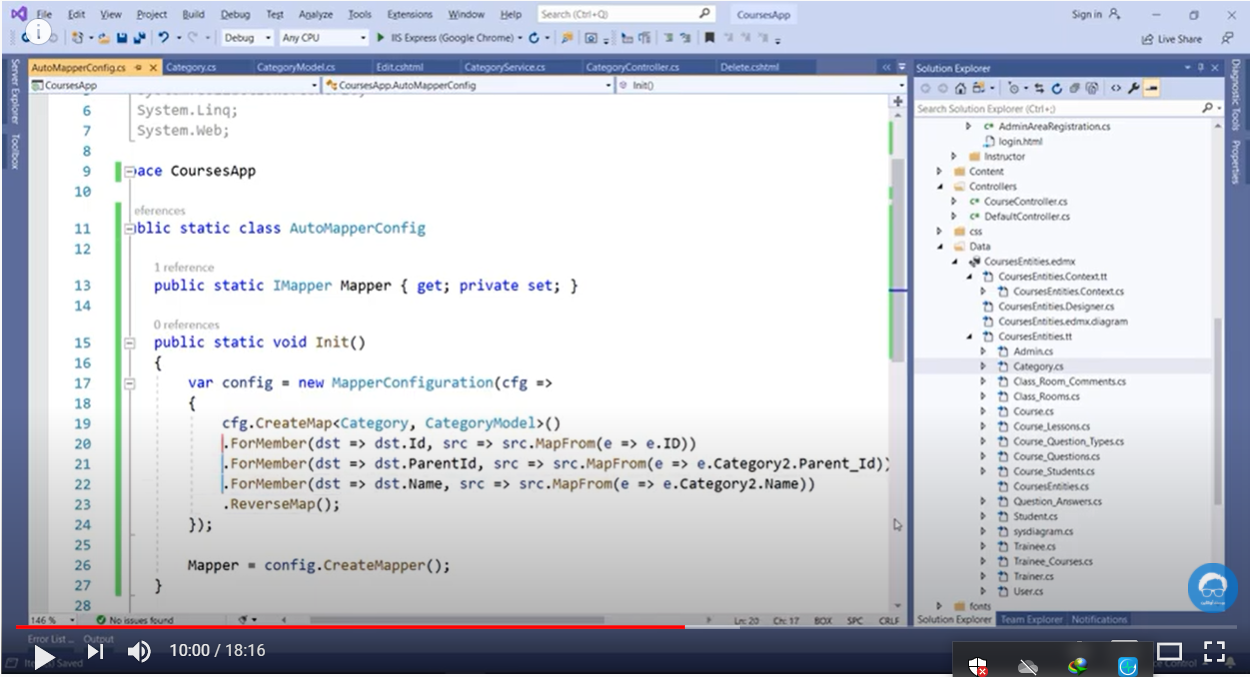 File Edit View Project Build Debug Test Analyze Tools Extensions Window Help Search (Ctrl+Q) CoursesApp Sign in
Debug Any CPU IIS Express (Google Chrome) Live Share
AutoMapperConfig.cs Category.cs CategoryModel.cs Edit.cshtml CategoryService.cs CategoryController.cs Delete.cshtml
CoursesApp CoursesApp.AutoMapperConfig Init()
Server Explorer
Toolbox
6 System.Linq;
7 System.Web;
8
9 ace CoursesApp
10
eferences
11 blic static class AutoMapperConfig
12
1 reference
13 public static IMapper Mapper { get; private set; }
14
0 references
15 public static void Init()
16 {
17 var config = new MapperConfiguration(cfg =>
18 {
19 cfg.CreateMap<Category, CategoryModel>()
20 .ForMember(dst => dst.Id, src => src.MapFrom(e => e.ID))
21 .ForMember(dst => dst.ParentId, src => src.MapFrom(e => e.Category2.Parent_Id))
22 .ForMember(dst => dst.Name, src => src.MapFrom(e => e.Category2.Name))
23 .ReverseMap();
24 });
25
26 Mapper = config.CreateMapper();
27 }
28
146 % No issues found Ln: 20 Ch: 17 BOX SPC CRLF
Error List ... Output
Solution Explorer
Search Solution Explorer (Ctrl+;)
AdminAreaRegistration.cs
login.html
Instructor
Content
Controllers
CourseController.cs
DefaultController.cs
css
Data
CoursesEntities.edmx
CoursesEntities.Context.tt
CoursesEntities.Context.cs
CoursesEntities.Designer.cs
CoursesEntities.edmx.diagram
CoursesEntities.tt
Admin.cs
Category.cs
Class_Room_Comments.cs
Class_Rooms.cs
Course.cs
Course_Lessons.cs
Course_Question_Types.cs
Course_Questions.cs
Course_Students.cs
CoursesEntities.cs
Question_Answers.cs
Student.cs
sysdiagram.cs
Trainee.cs
Trainee_Courses.cs
Trainer.cs
User.cs
fonts
Solution Explorer Team Explorer Notifications
Diagnostic Tools
Properties
10:00 / 18:16
Saved